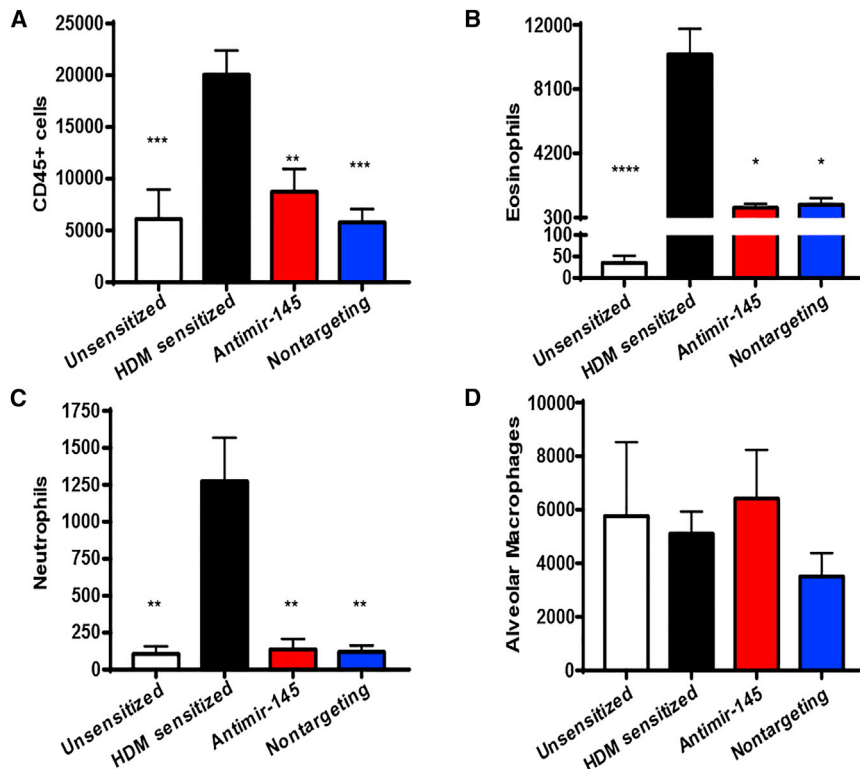 A
25000
20000
15000
10000
5000
0
CD45+ cells
***
**
***
Unsensitized
HDM sensitized
Antimir-145
Nontargeting
B
12000
8100
4200
300
100
50
0
Eosinophils
****
*
*
Unsensitized
HDM sensitized
Antimir-145
Nontargeting
C
1750
1500
1250
1000
750
500
250
0
Neutrophils
**
**
**
Unsensitized
HDM sensitized
Antimir-145
Nontargeting
D
10000
8000
6000
4000
2000
0
Alveolar Macrophages
Unsensitized
HDM sensitized
Antimir-145
Nontargeting